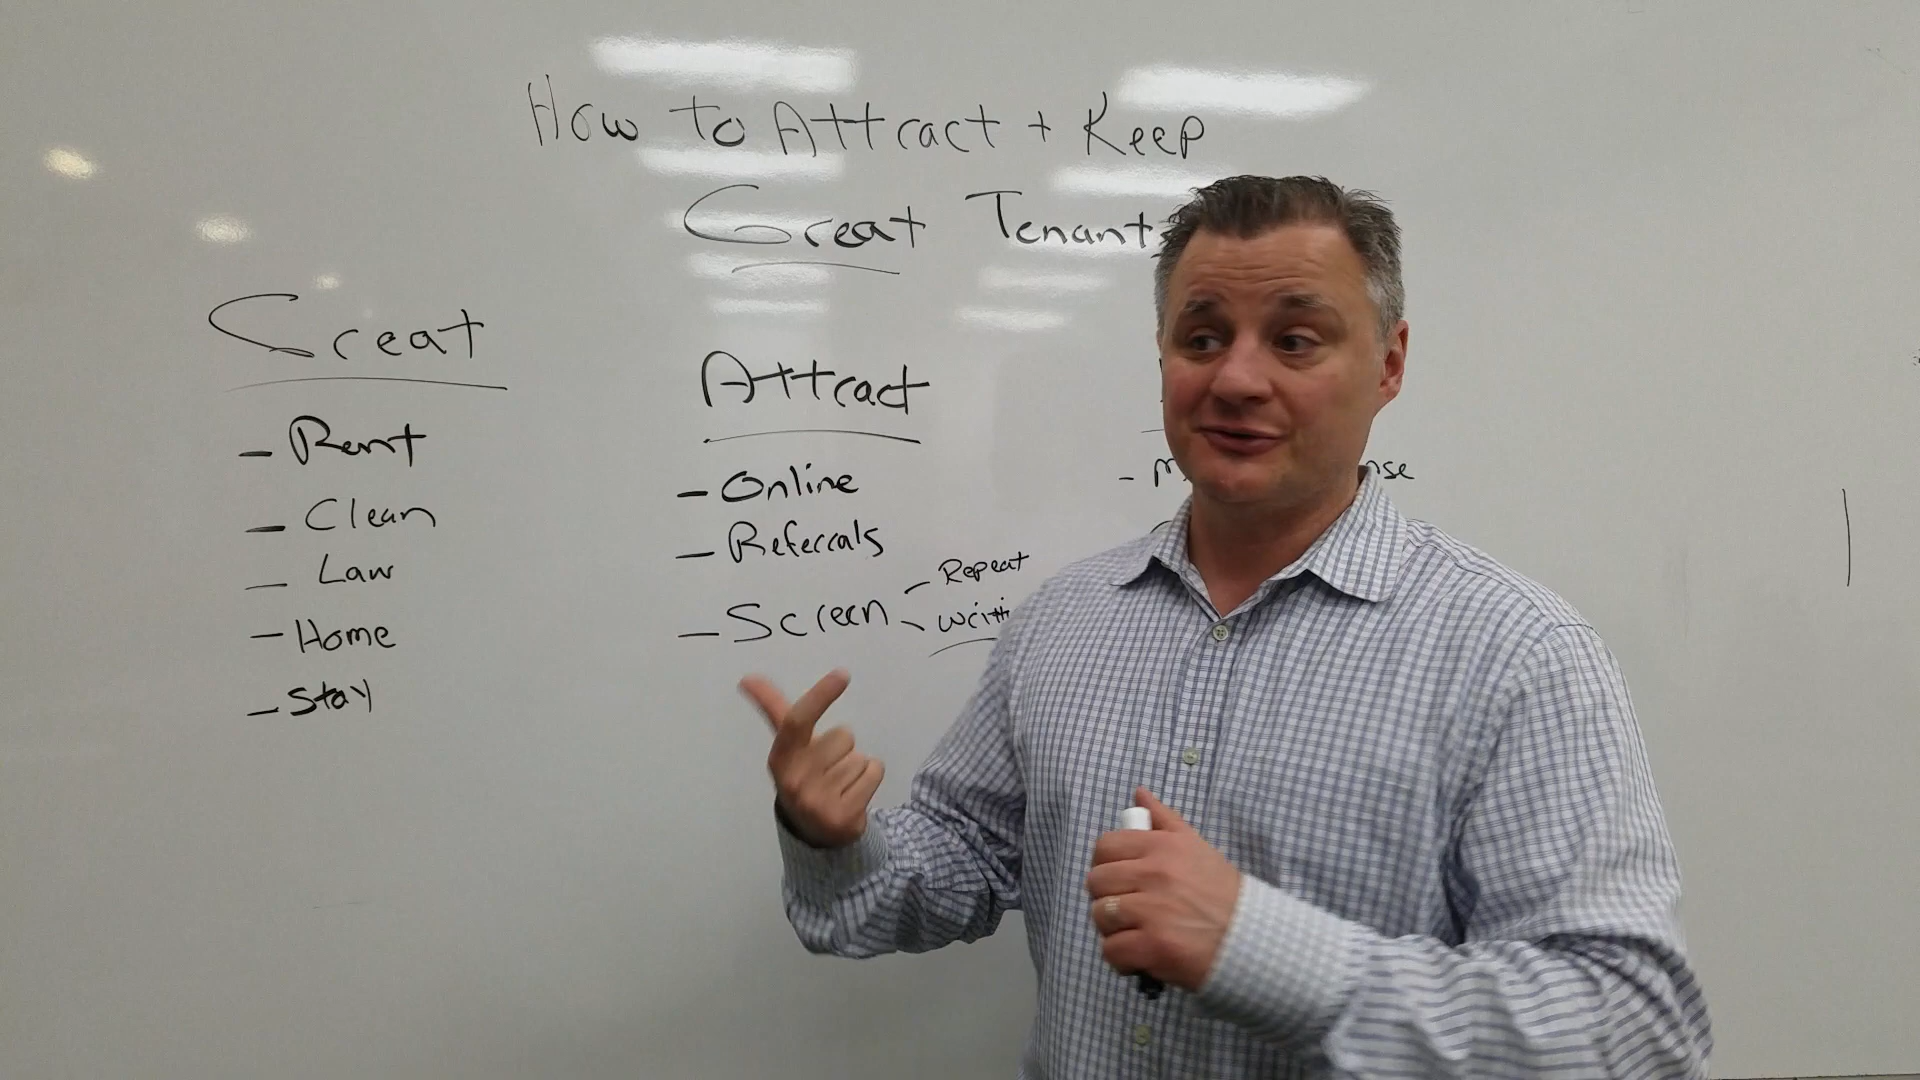 How to Attract + Keep
Great Tenants
Great
- Rent
- Clean
- Law
- Home
- Stay
Attract
- Online
- Referrals
- Screen - Repeat
-